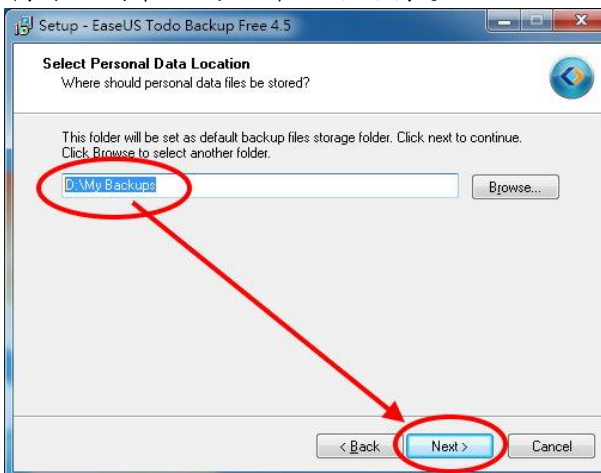 Setup - EaseUS Todo Backup Free 4.5
Select Personal Data Location
Where should personal data files be stored?
This folder will be set as default backup files storage folder. Click next to continue.
Click Browse to select another folder.
D:\My Backups
Browse...
< Back
Next >
Cancel